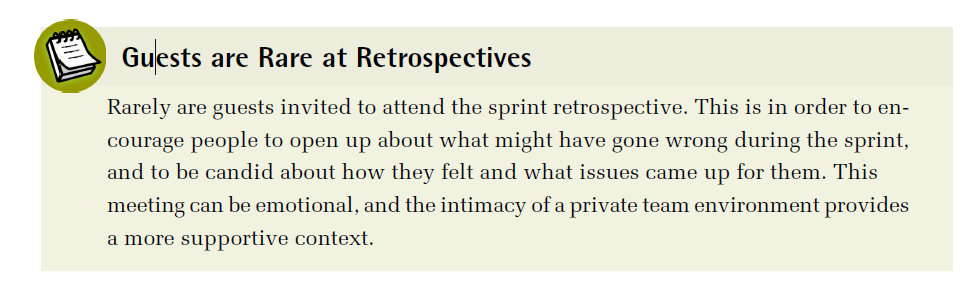 Guests are Rare at Retrospectives
Rarely are guests invited to attend the sprint retrospective. This is in order to en-
courage people to open up about what might have gone wrong during the sprint,
and to be candid about how they felt and what issues came up for them. This
meeting can be emotional, and the intimacy of a private team environment provides
a more supportive context.